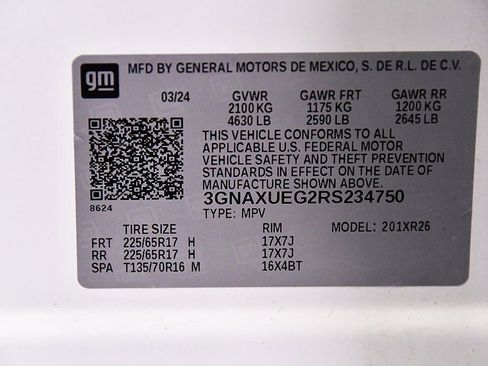 gm MFD BY GENERAL MOTORS DE MEXICO, S. DE R.L. DE C.V.
03/24 GVWR GAWR FRT GAWR RR
2100 KG 1175 KG 1200 KG
4630 LB 2590 LB 2645 LB
THIS VEHICLE CONFORMS TO ALL
APPLICABLE U.S. FEDERAL MOTOR
VEHICLE SAFETY AND THEFT PREVENTION
STANDARDS IN EFFECT ON THE DATE OF
MANUFACTURE SHOWN ABOVE.
3GNAXUEG2RS234750
8624
TYPE: MPV MODEL: 201XR26
TIRE SIZE RIM
FRT 225/65R17 H 17X7J
RR 225/65R17 H 17X7J
SPA T135/70R16 M 16X4BT